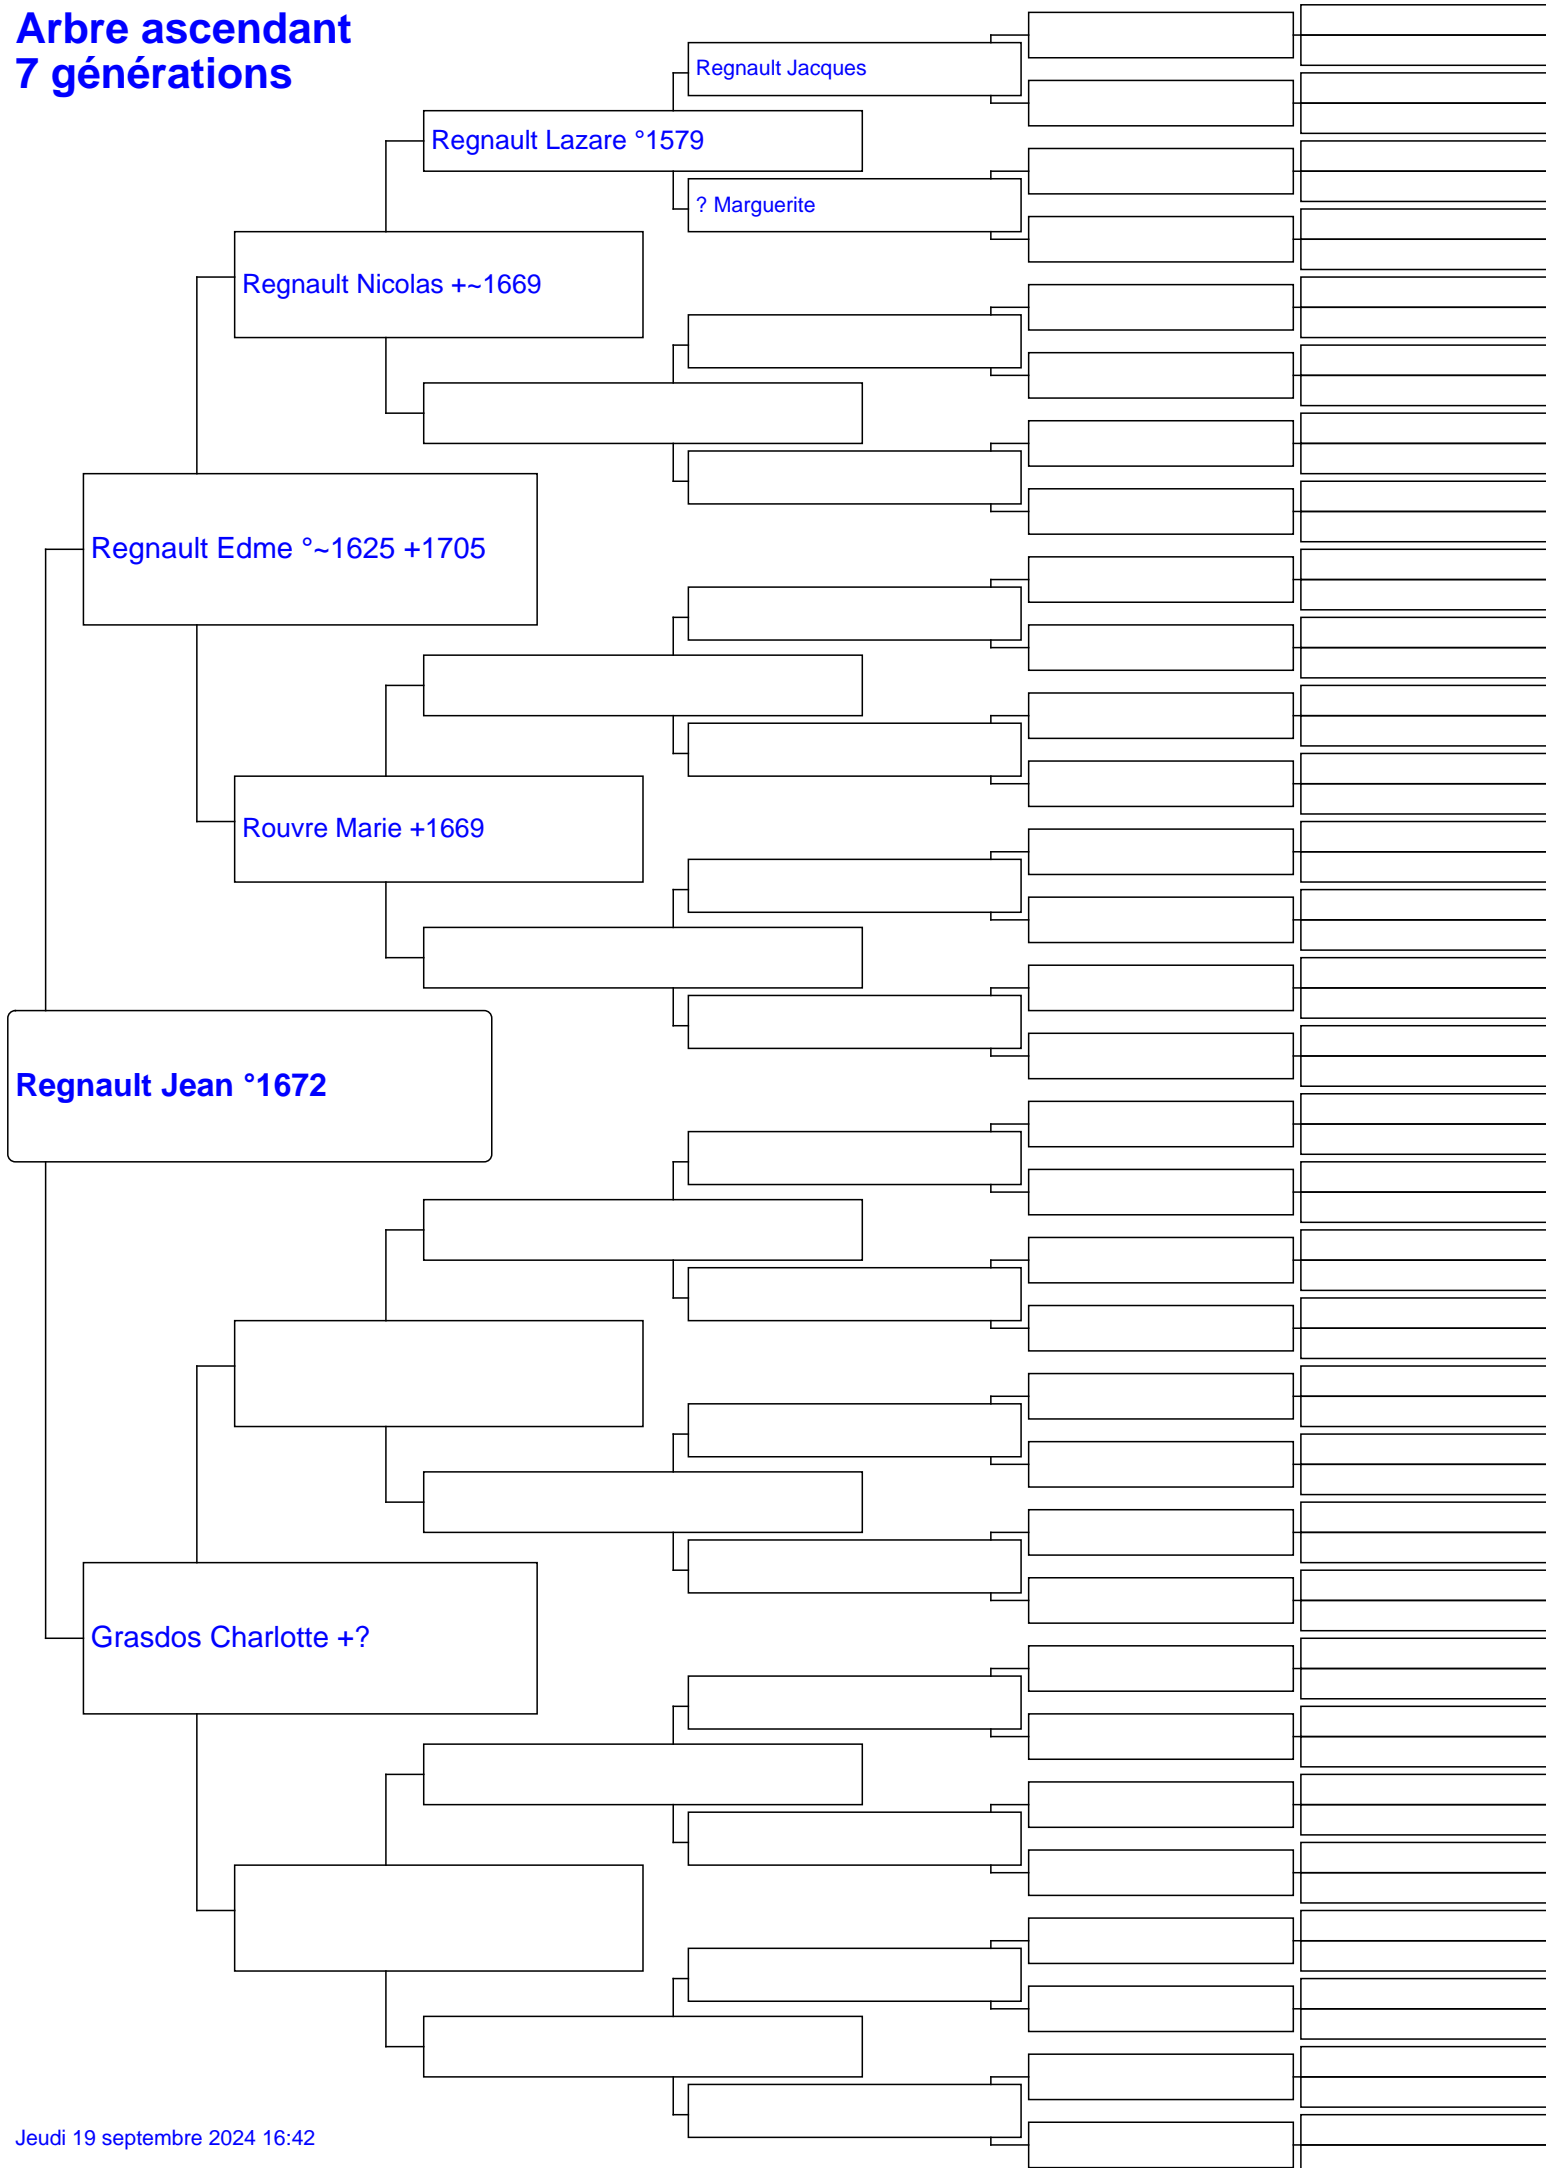 Arbre ascendant
7 générations
Regnault Jacques
Regnault Lazare °1579
? Marguerite
Regnault Nicolas +~1669
Regnault Edme °~1625 +1705
Rouvre Marie +1669
Regnault Jean °1672
Grasdos Charlotte +?
Jeudi 19 septembre 2024 16:42